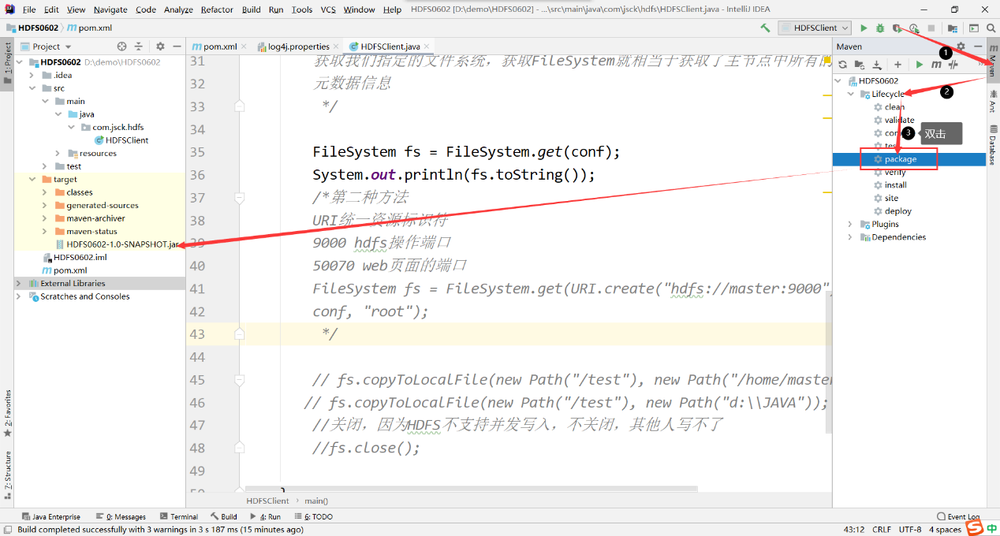 File Edit View Navigate Code Analyze Refactor Build Run Tools VCS Window Help HDFS0602 [D:\demo\HDFS0602] - ...\src\main\java\com\jsck\hdfs\HDFSClient.java - IntelliJ IDEA
HDFS0602 pom.xml
HDFSClient
Project
pom.xml log4j.properties HDFSClient.java
Maven
1: Project
HDFS0602 D:\demo\HDFS0602
.idea
src
main
java
com.jsck.hdfs
HDFSClient
resources
test
target
classes
generated-sources
maven-archiver
maven-status
HDFS0602-1.0-SNAPSHOT.jar
HDFS0602.iml
pom.xml
External Libraries
Scratches and Consoles
2: Favorites
Z: Structure
31 获取我们指定的文件系统，获取FileSystem就相当于获取了主节点中所有的
32 元数据信息
33 */
34
35 FileSystem fs = FileSystem.get(conf);
36 System.out.println(fs.toString());
37 /*第二种方法
38 URI统一资源标识符
39 9000 hdfs操作端口
40 50070 web页面的端口
41 FileSystem fs = FileSystem.get(URI.create("hdfs://master:9000"),
42 conf, "root");
43 */
44
45 // fs.copyToLocalFile(new Path("/test"), new Path("/home/master
46 // fs.copyToLocalFile(new Path("/test"), new Path("d:\\JAVA"));
47 //关闭，因为HDFS不支持并发写入，不关闭，其他人写不了
48 //fs.close();
49
50 }
HDFSClient › main()
1
2
3
双击
HDFS0602
Lifecycle
clean
validate
com
test
package
verify
install
site
deploy
Plugins
Dependencies
Maven
Ant
Database
Java Enterprise 0: Messages Terminal Build 4: Run 6: TODO Event Log
Build completed successfully with 3 warnings in 3 s 187 ms (15 minutes ago) 43:12 CRLF UTF-8 4 spaces
S 中